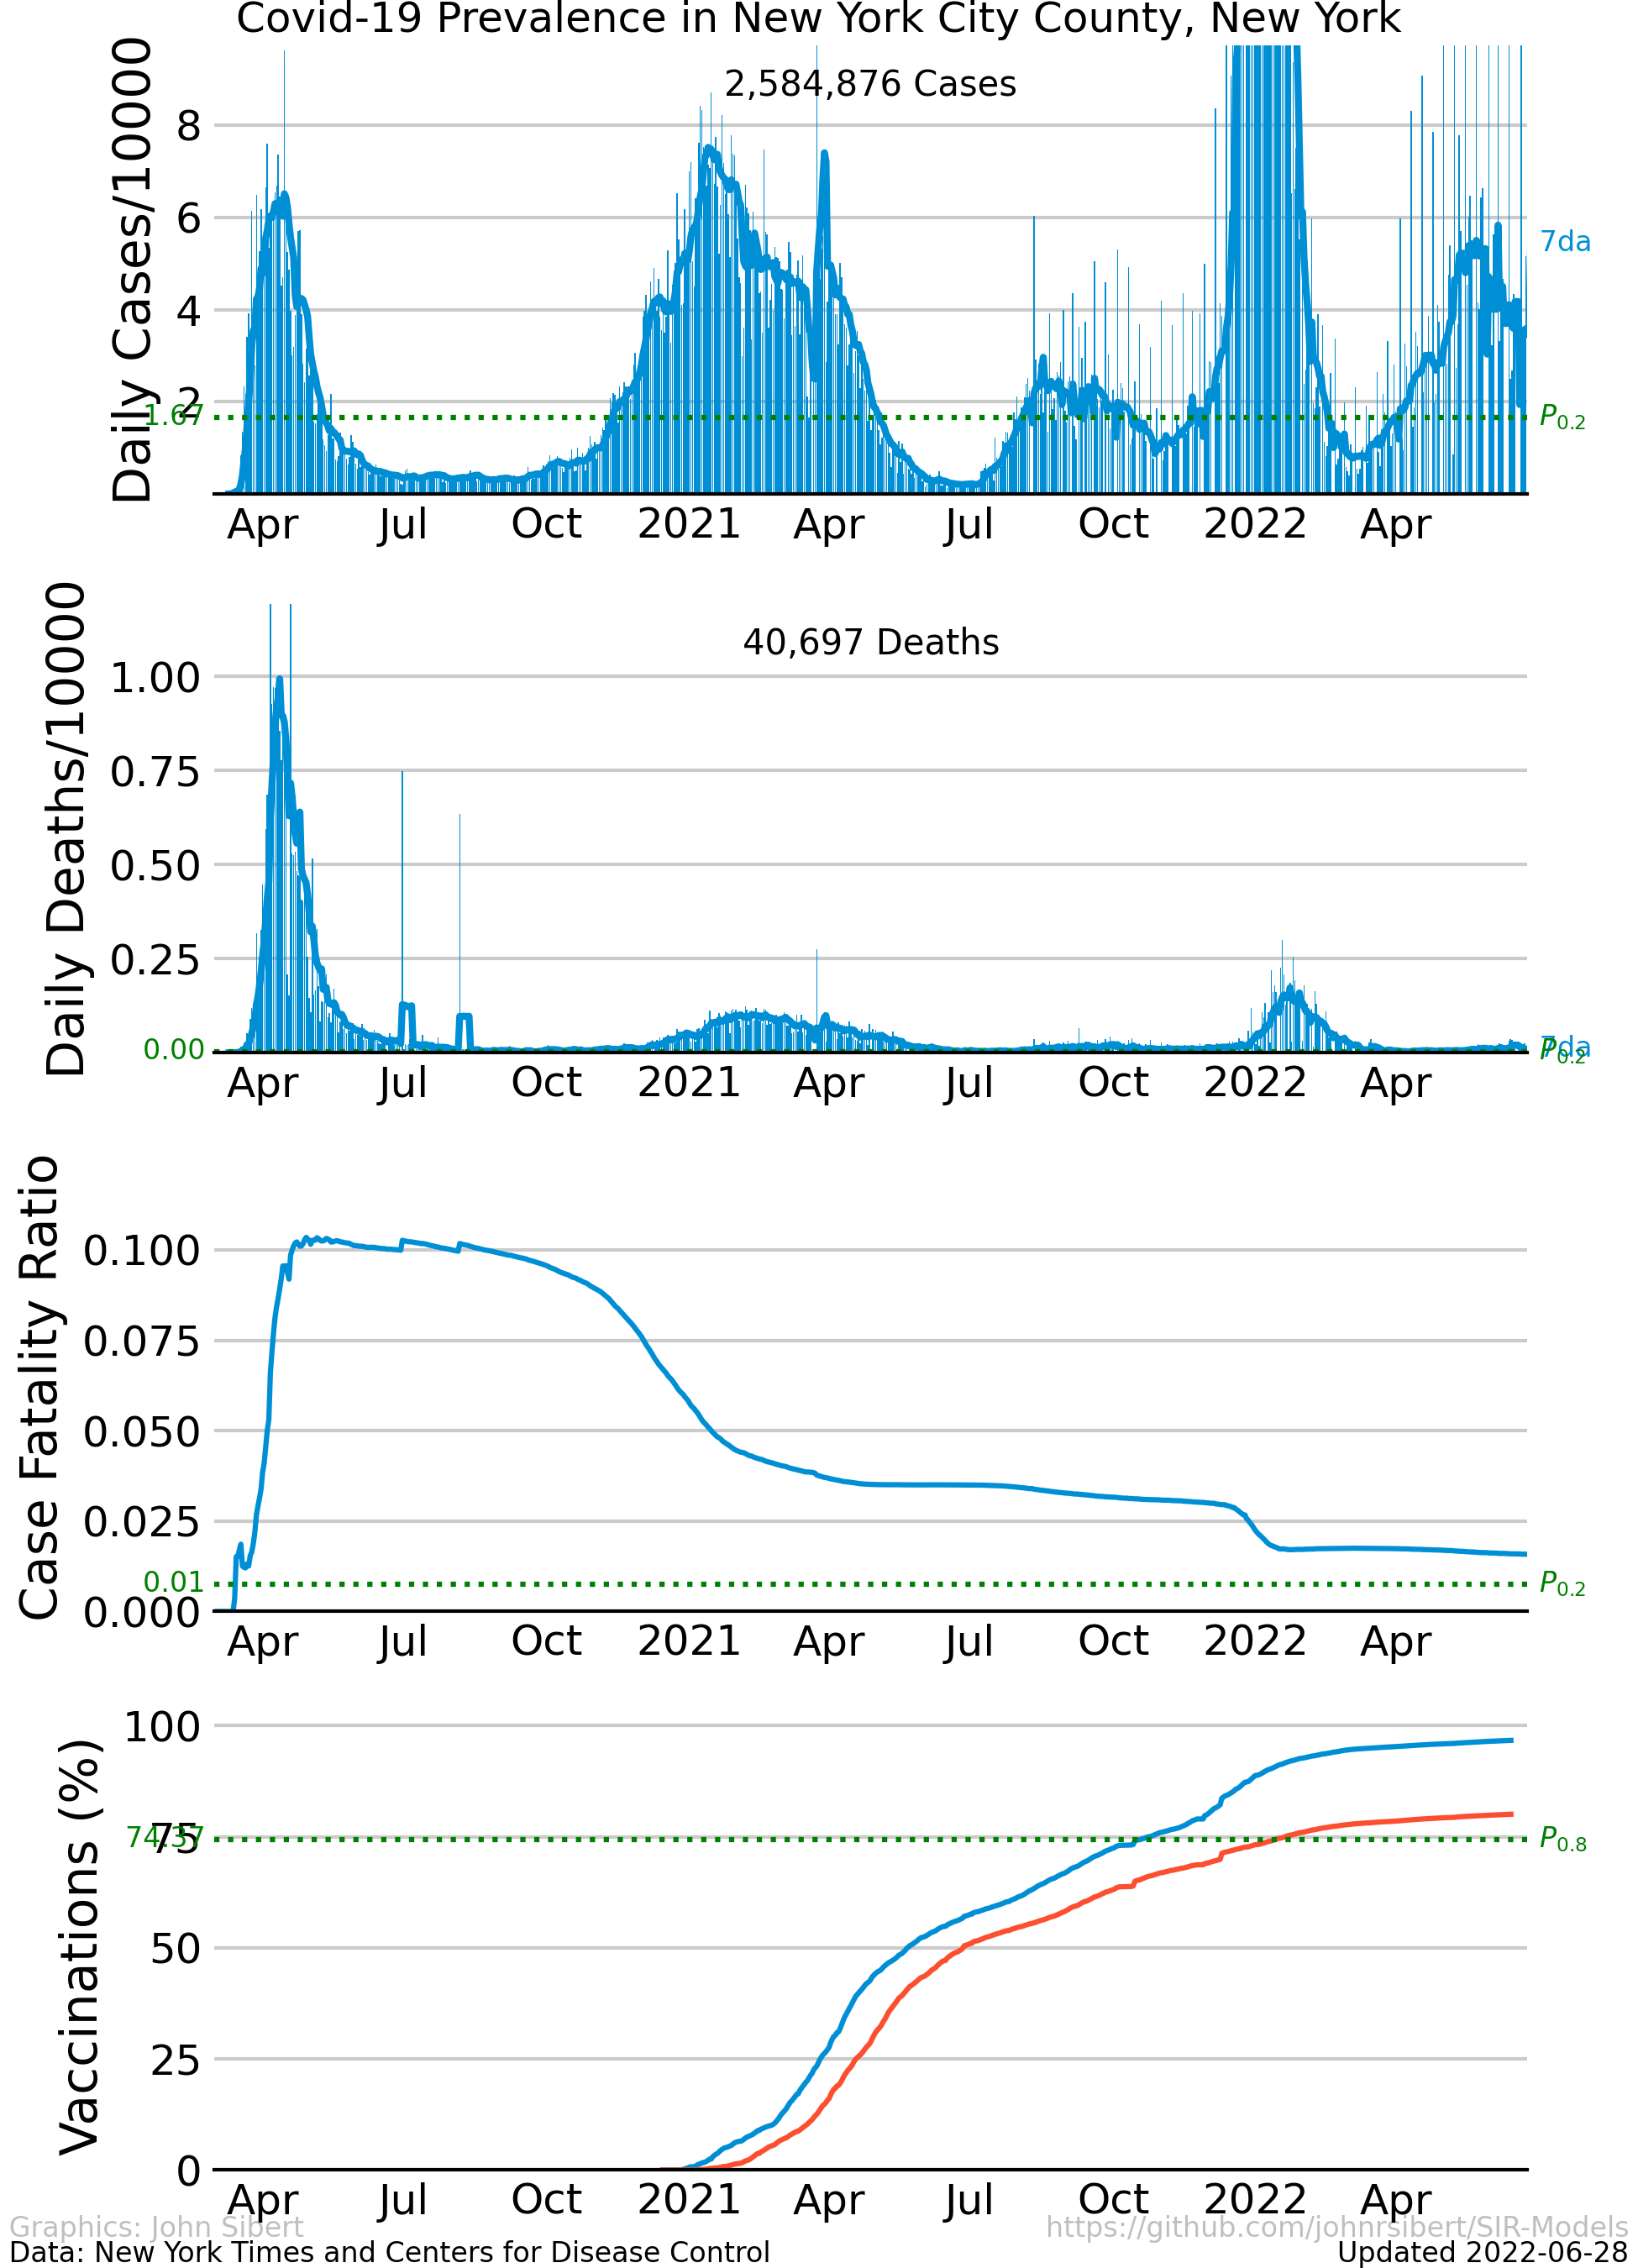 Covid-19 Prevalence in New York City County, New York
Daily Cases/10000
2,584,876 Cases
8
6
4
2
1.67
7da
P0.2
Apr Jul Oct 2021 Apr Jul Oct 2022 Apr
Daily Deaths/10000
40,697 Deaths
1.00
0.75
0.50
0.25
0.00
7da
P0.2
Apr Jul Oct 2021 Apr Jul Oct 2022 Apr
Case Fatality Ratio
0.100
0.075
0.050
0.025
0.01
0.000
P0.2
Apr Jul Oct 2021 Apr Jul Oct 2022 Apr
Vaccinations (%)
100
75
74.37
50
25
0
P0.8
Apr Jul Oct 2021 Apr Jul Oct 2022 Apr
Graphics: John Sibert https://github.com/johnrsibert/SIR-Models
Data: New York Times and Centers for Disease Control Updated 2022-06-28